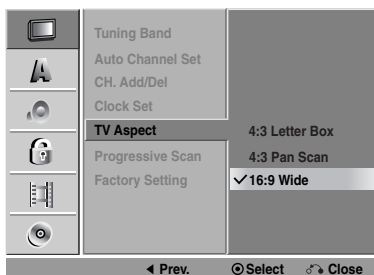 Tuning Band
Auto Channel Set
CH. Add/Del
Clock Set
TV Aspect
Progressive Scan
Factory Setting
4:3 Letter Box
4:3 Pan Scan
✓16:9 Wide
◀ Prev. Select Close